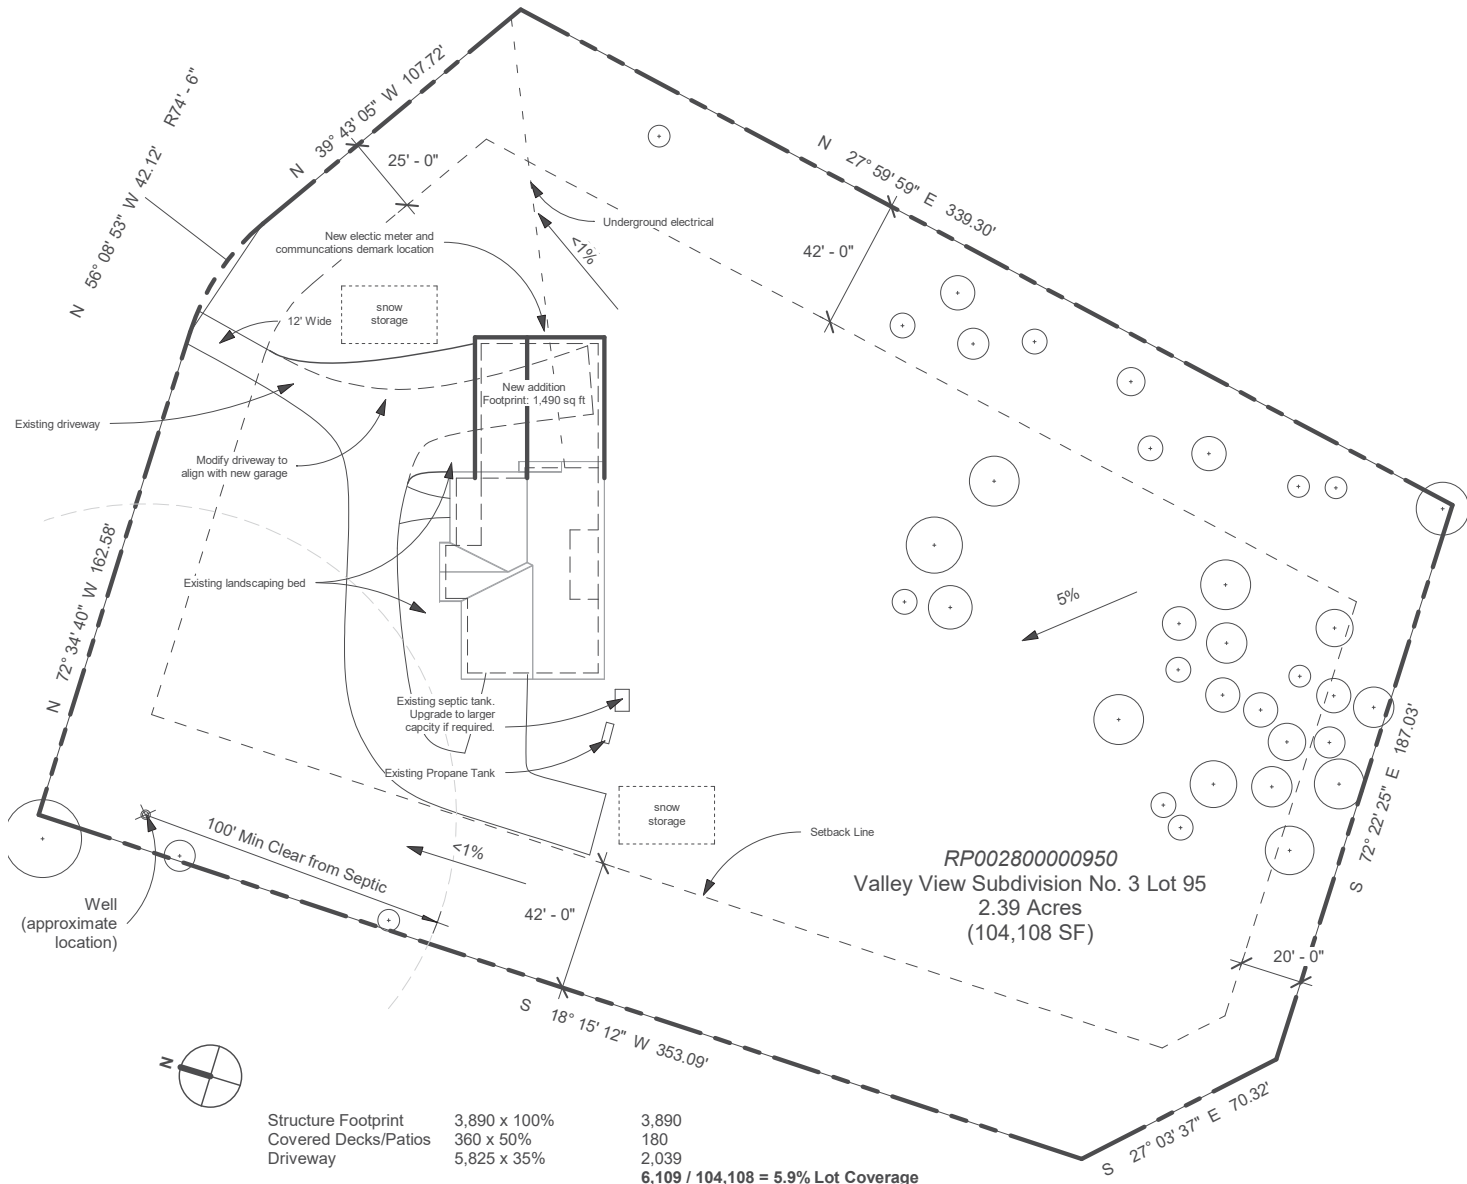 N 39° 43' 05" W 107.72'
R74' - 6"
N 56° 08' 53" W 42.12'
25' - 0"
N 27° 59' 59" E 339.30'
Underground electrical
New electic meter and
communcations demark location
<1%
42' - 0"
snow
storage
12' Wide
New addition
Footprint: 1,490 sq ft
Existing driveway
Modify driveway to
align with new garage
N 72° 34' 40" W 162.58'
Existing landscaping bed
5%
Existing septic tank.
Upgrade to larger
capcity if required.
Existing Propane Tank
snow
storage
Setback Line
S 72° 22' 25" E 187.03'
100' Min Clear from Septic
<1%
RP002800000950
Valley View Subdivision No. 3 Lot 95
2.39 Acres
(104,108 SF)
Well
(approximate
location)
42' - 0"
20' - 0"
S 18° 15' 12" W 353.09'
S 27° 03' 37" E 70.32'
N
Structure Footprint 3,890 x 100% 3,890
Covered Decks/Patios 360 x 50% 180
Driveway 5,825 x 35% 2,039
6,109 / 104,108 = 5.9% Lot Coverage